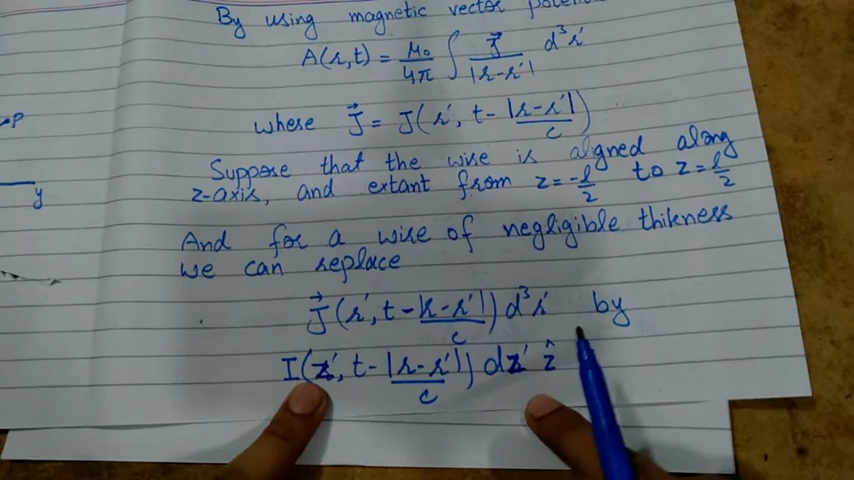 By using magnetic vector poten
A(r,t) = μ₀/4π ∫ J⃗/|r-r'| d³r'
where J⃗ = J(r', t - |r-r'|/c)
Suppose that the wire is aligned along
z-axis, and extant from z = -l/2 to z = l/2
And for a wire of negligible thikness
we can replace
J⃗(r', t - |r-r'|/c) d³r' by
I(z', t - |r-r'|/c) dz' ẑ
P
y